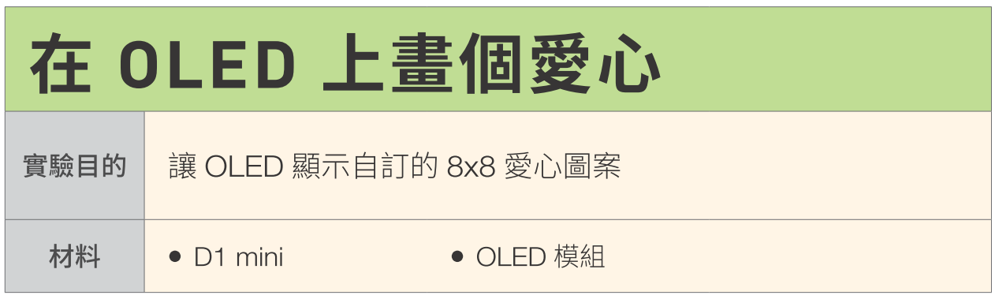 在 OLED 上畫個愛心
實驗目的
讓 OLED 顯示自訂的 8x8 愛心圖案
材料
• D1 mini
• OLED 模組